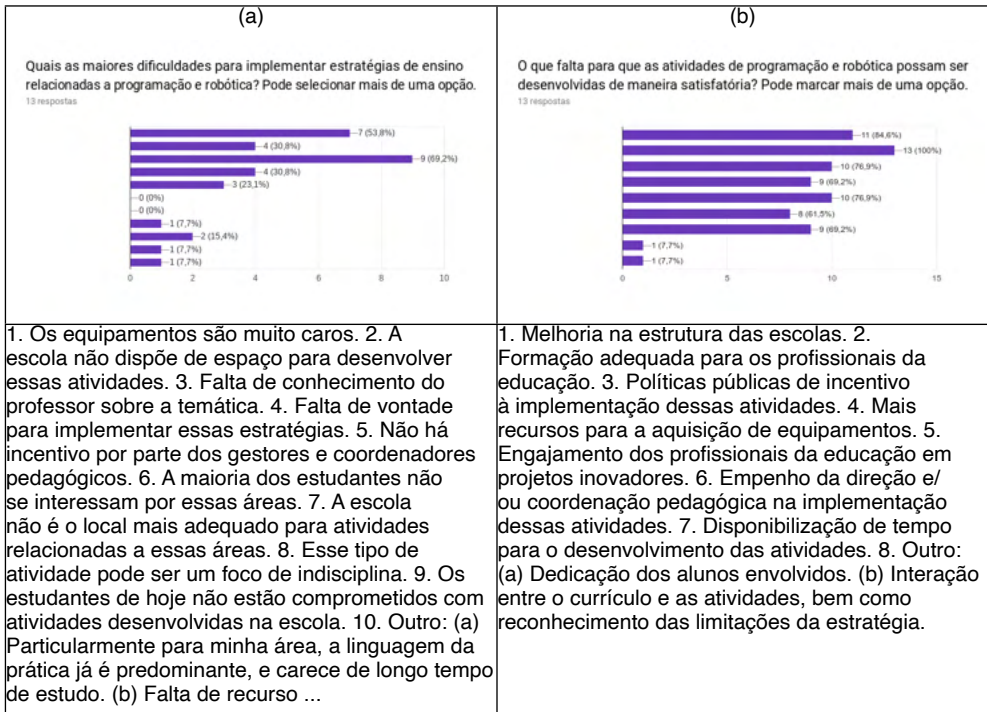 (a)
Quais as maiores dificuldades para implementar estratégias de ensino
relacionadas a programação e robótica? Pode selecionar mais de uma opção.
13 respostas
7 (53,8%)
4 (30,8%)
9 (69,2%)
4 (30,8%)
3 (23,1%)
0 (0%)
0 (0%)
1 (7,7%)
2 (15,4%)
1 (7,7%)
1 (7,7%)
0 2 4 6 8 10
1. Os equipamentos são muito caros. 2. A
escola não dispõe de espaço para desenvolver
essas atividades. 3. Falta de conhecimento do
professor sobre a temática. 4. Falta de vontade
para implementar essas estratégias. 5. Não há
incentivo por parte dos gestores e coordenadores
pedagógicos. 6. A maioria dos estudantes não
se interessam por essas áreas. 7. A escola
não é o local mais adequado para atividades
relacionadas a essas áreas. 8. Esse tipo de
atividade pode ser um foco de indisciplina. 9. Os
estudantes de hoje não estão comprometidos com
atividades desenvolvidas na escola. 10. Outro: (a)
Particularmente para minha área, a linguagem da
prática já é predominante, e carece de longo tempo
de estudo. (b) Falta de recurso ...
(b)
O que falta para que as atividades de programação e robótica possam ser
desenvolvidas de maneira satisfatória? Pode marcar mais de uma opção.
13 respostas
11 (84,6%)
13 (100%)
10 (76,9%)
9 (69,2%)
10 (76,9%)
8 (61,5%)
9 (69,2%)
1 (7,7%)
1 (7,7%)
0 5 10 15
1. Melhoria na estrutura das escolas. 2.
Formação adequada para os profissionais da
educação. 3. Políticas públicas de incentivo
à implementação dessas atividades. 4. Mais
recursos para a aquisição de equipamentos. 5.
Engajamento dos profissionais da educação em
projetos inovadores. 6. Empenho da direção e/
ou coordenação pedagógica na implementação
dessas atividades. 7. Disponibilização de tempo
para o desenvolvimento das atividades. 8. Outro:
(a) Dedicação dos alunos envolvidos. (b) Interação
entre o currículo e as atividades, bem como
reconhecimento das limitações da estratégia.